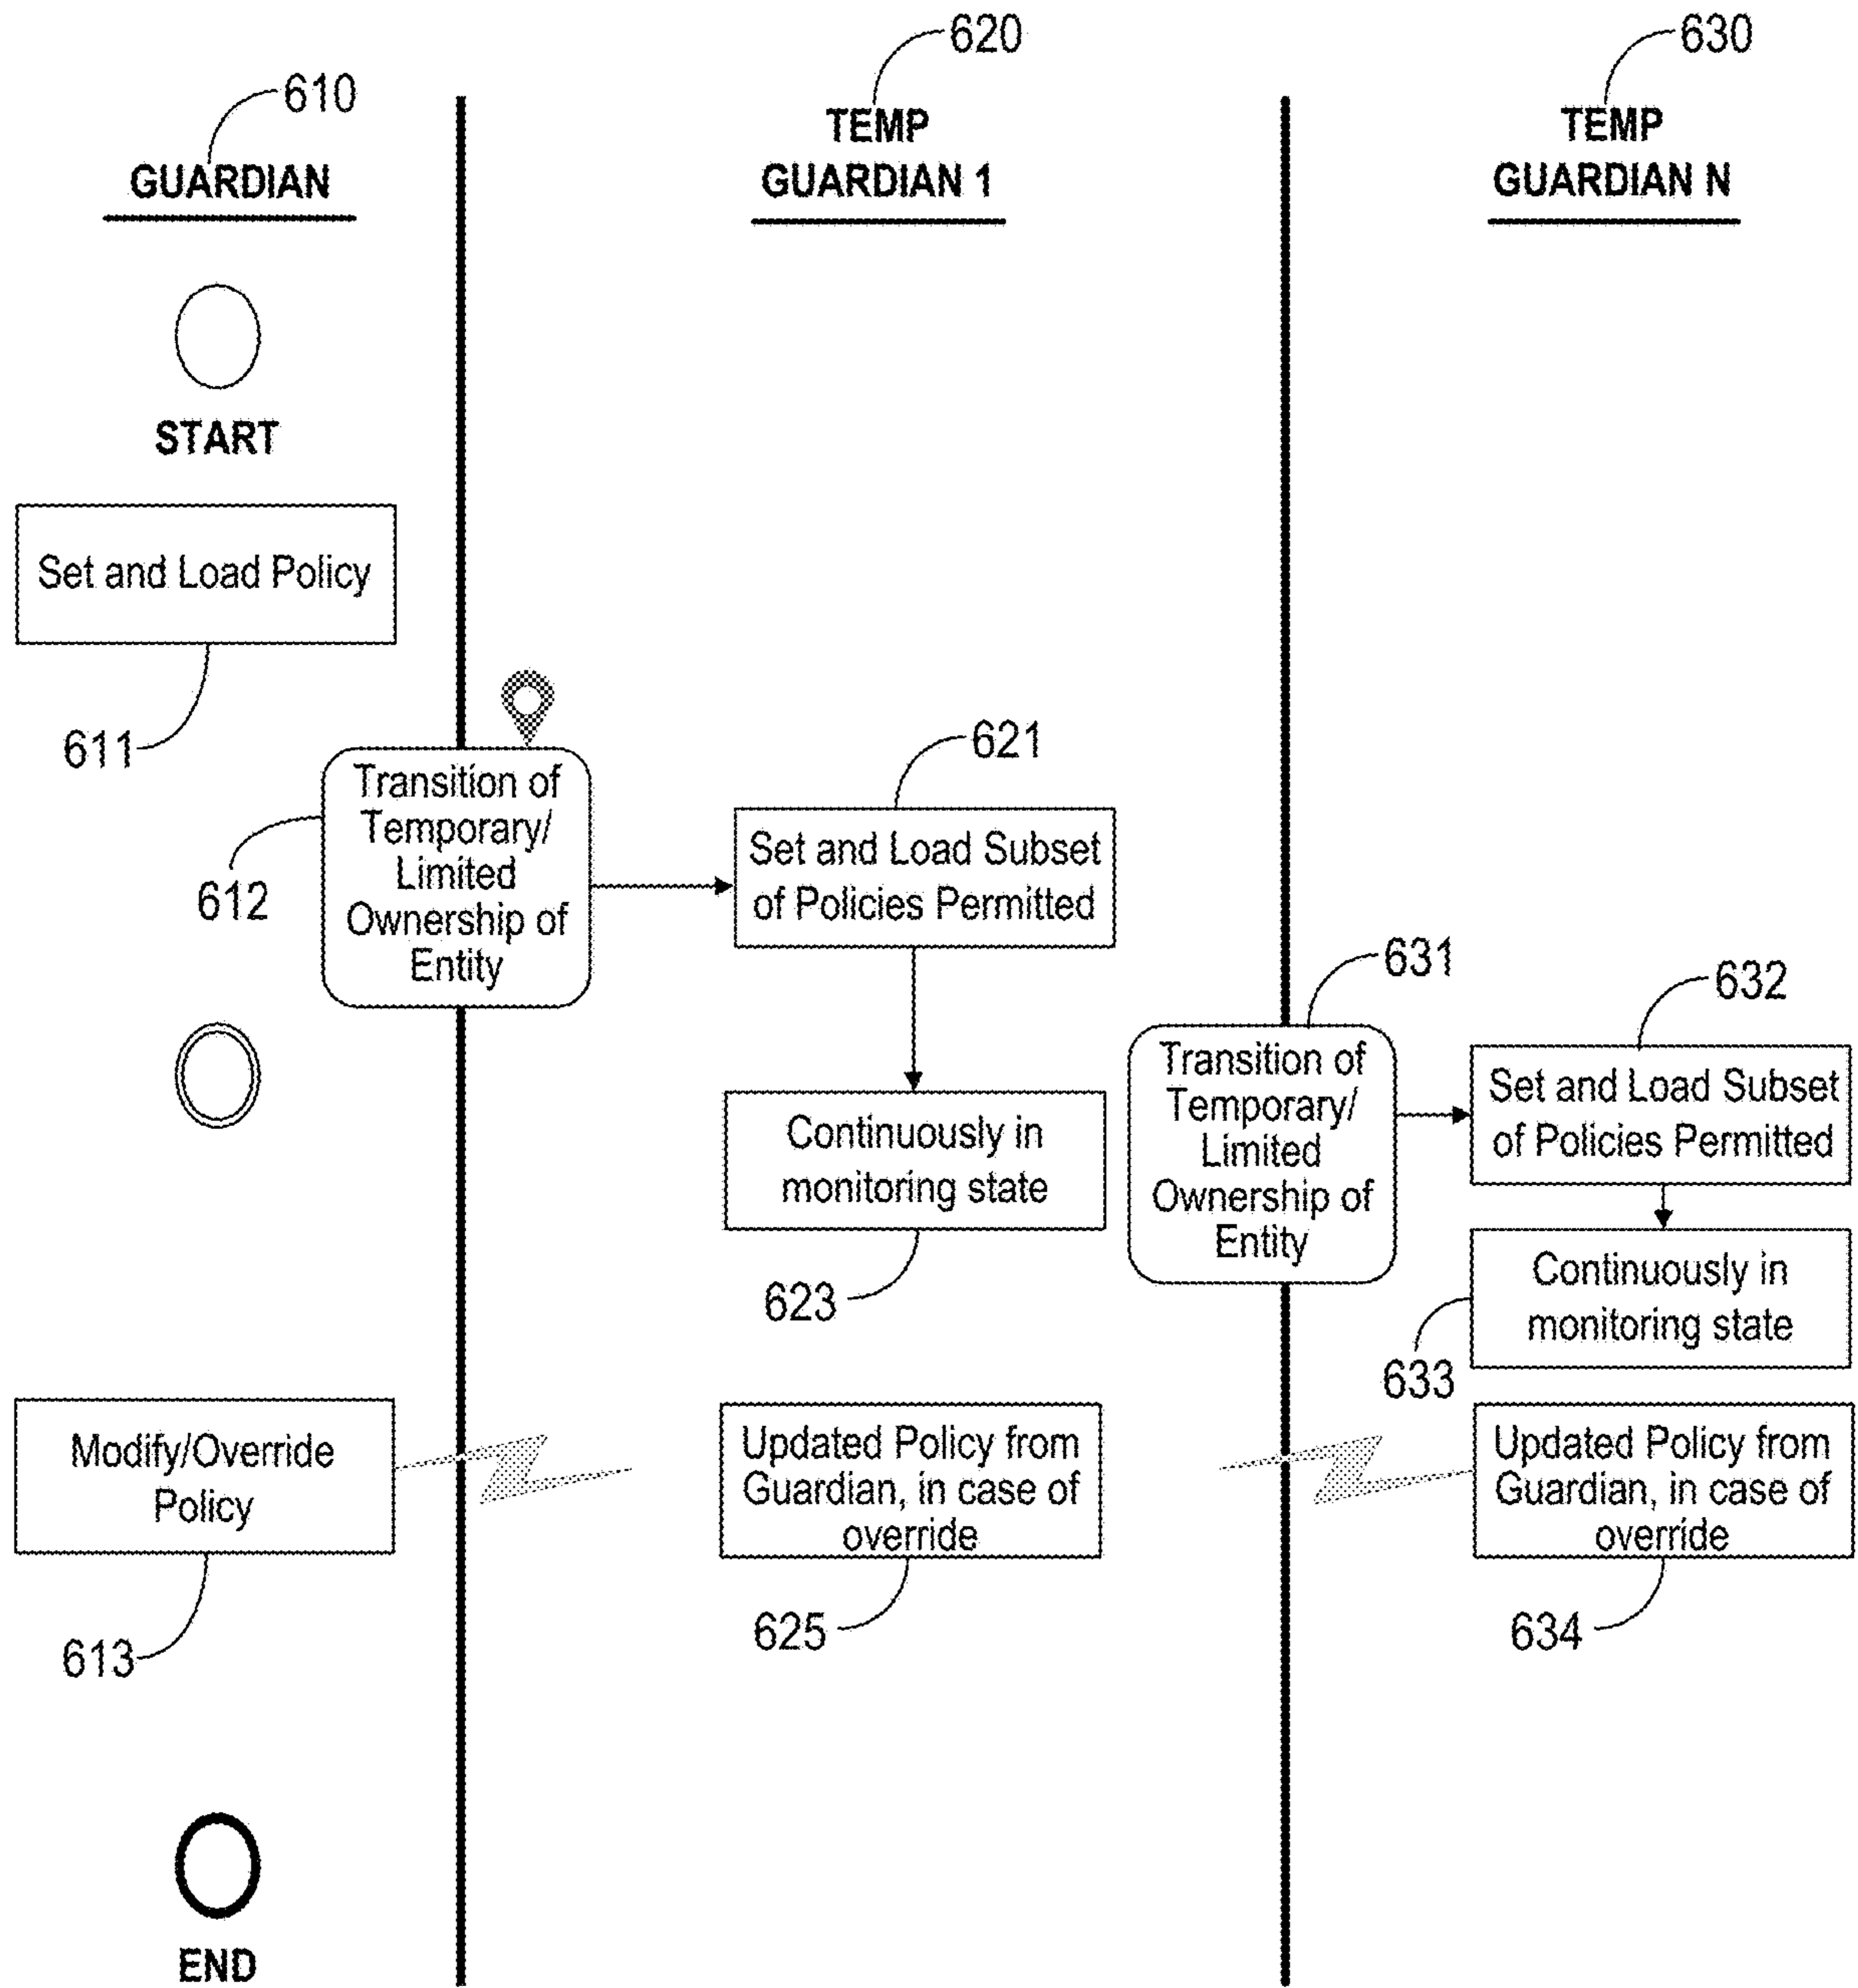 620
630
610
TEMP
GUARDIAN 1
TEMP
GUARDIAN N
GUARDIAN
START
Set and Load Policy
611
612
Transition of
Temporary/
Limited
Ownership of
Entity
621
Set and Load Subset
of Policies Permitted
Continuously in
monitoring state
623
631
Transition of
Temporary/
Limited
Ownership of
Entity
632
Set and Load Subset
of Policies Permitted
Continuously in
monitoring state
633
Modify/Override
Policy
613
Updated Policy from
Guardian, in case of
override
625
Updated Policy from
Guardian, in case of
override
634
END